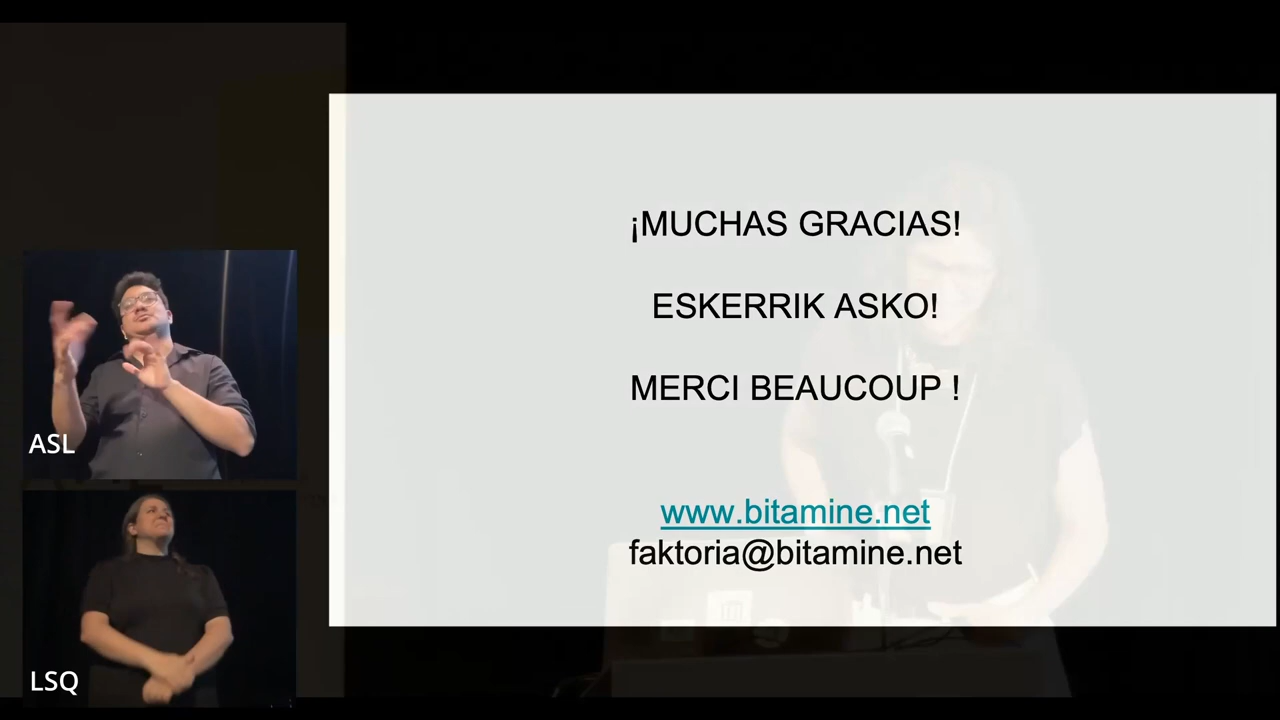 ¡MUCHAS GRACIAS!
ESKERRIK ASKO!
MERCI BEAUCOUP !
www.bitamine.net
faktoria@bitamine.net
ASL
LSQ